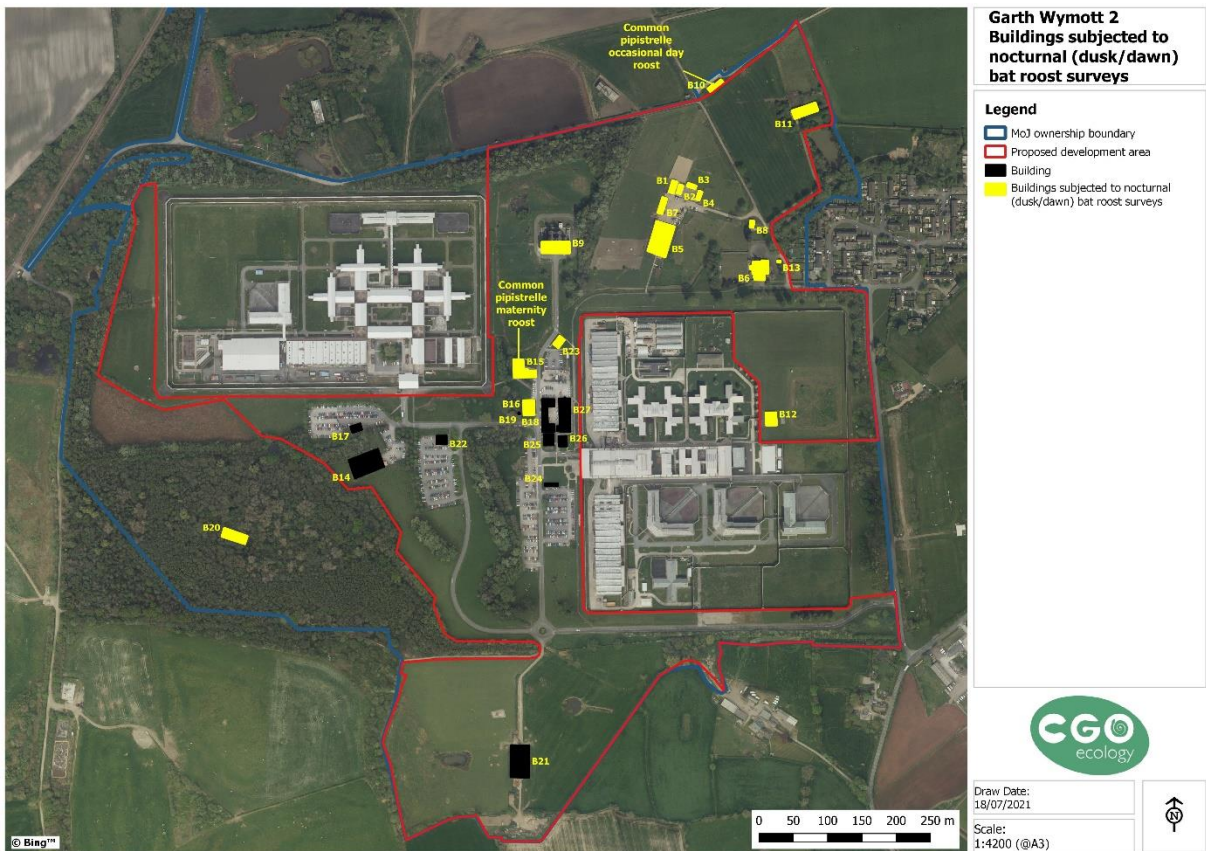 Garth Wymott 2
Buildings subjected to
nocturnal (dusk/dawn)
bat roost surveys
Legend
MoJ ownership boundary
Proposed development area
Building
Buildings subjected to nocturnal
(dusk/dawn) bat roost surveys
Common
pipistrelle
occasional day
roost
B10
B11
B1
B3
B2
B4
B7
B8
B5
B9
B13
B6
Common
pipistrelle
maternity
roost
B23
B15
B16
B27
B19
B18
B12
B17
B22
B25
B26
B14
B24
B20
B21
CGO
ecology
Draw Date:
18/07/2021
Scale:
1:4200 (@A3)
N
0 50 100 150 200 250 m
© Bing™